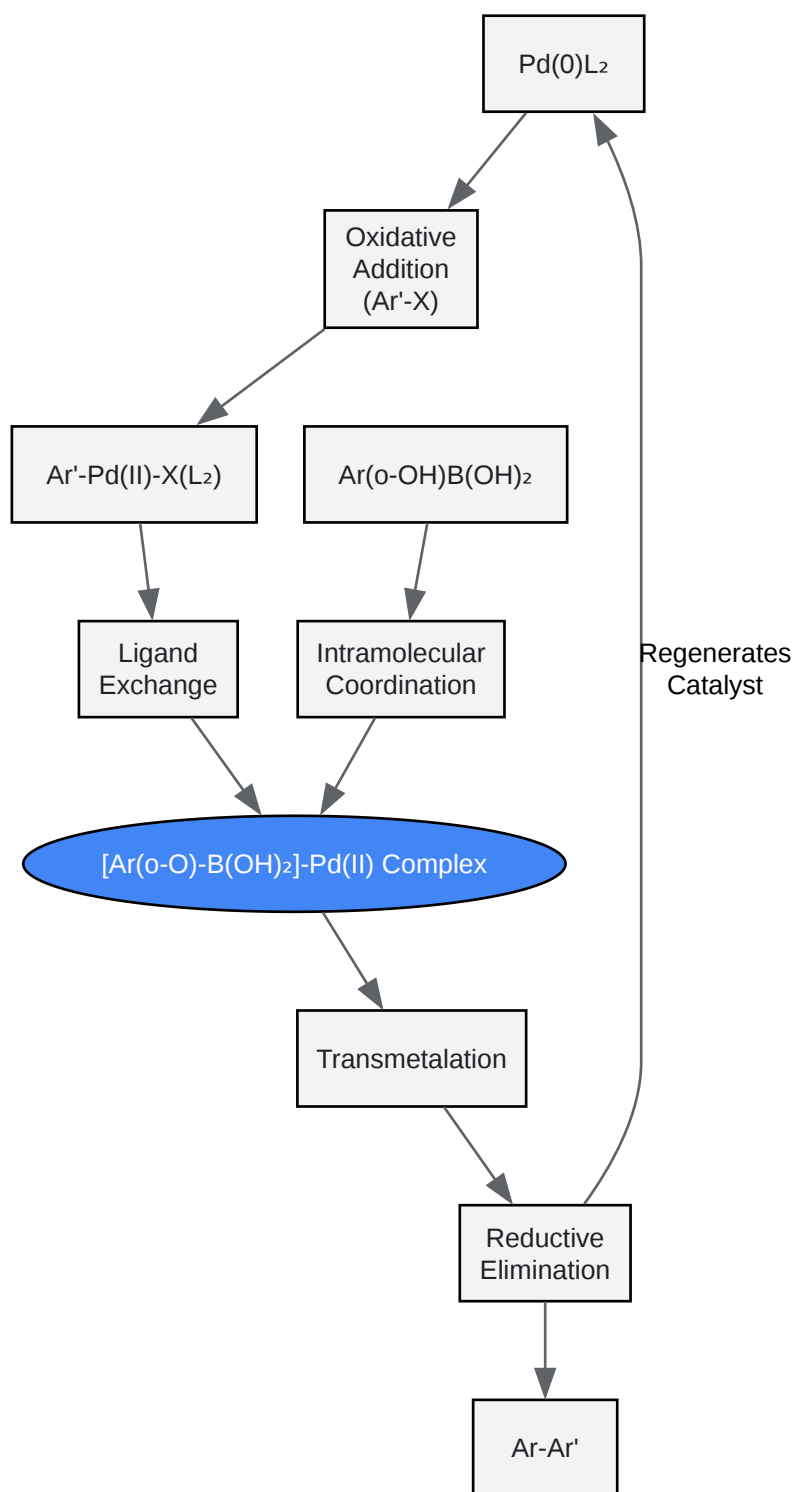 Pd(0)L₂
Oxidative
Addition
(Ar'-X)
Ar'-Pd(II)-X(L₂)
Ar(o-OH)B(OH)₂
Ligand
Exchange
Intramolecular
Coordination
Regenerates
Catalyst
[Ar(o-O)-B(OH)₂]-Pd(II) Complex
Transmetalation
Reductive
Elimination
Ar-Ar'